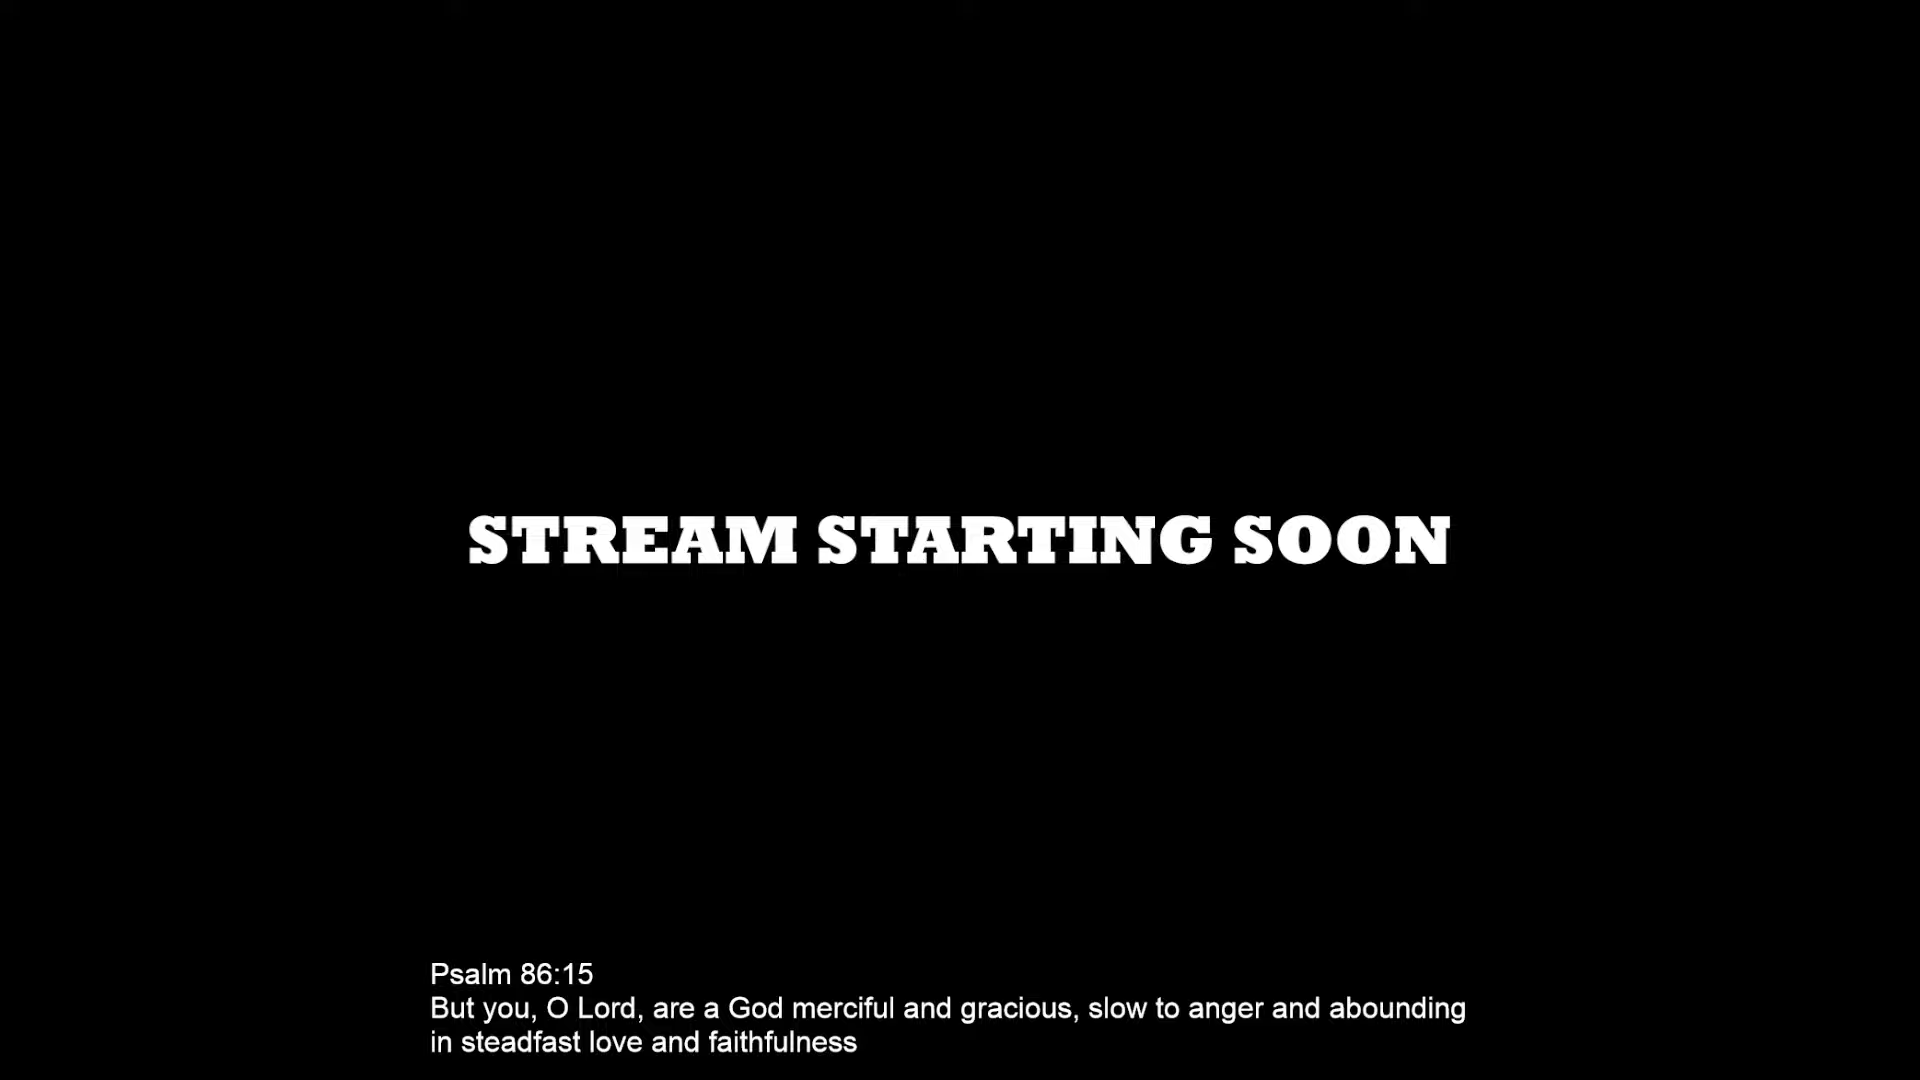 STREAM STARTING SOON
Psalm 86:15
But you, O Lord, are a God merciful and gracious, slow to anger and abounding
in steadfast love and faithfulness